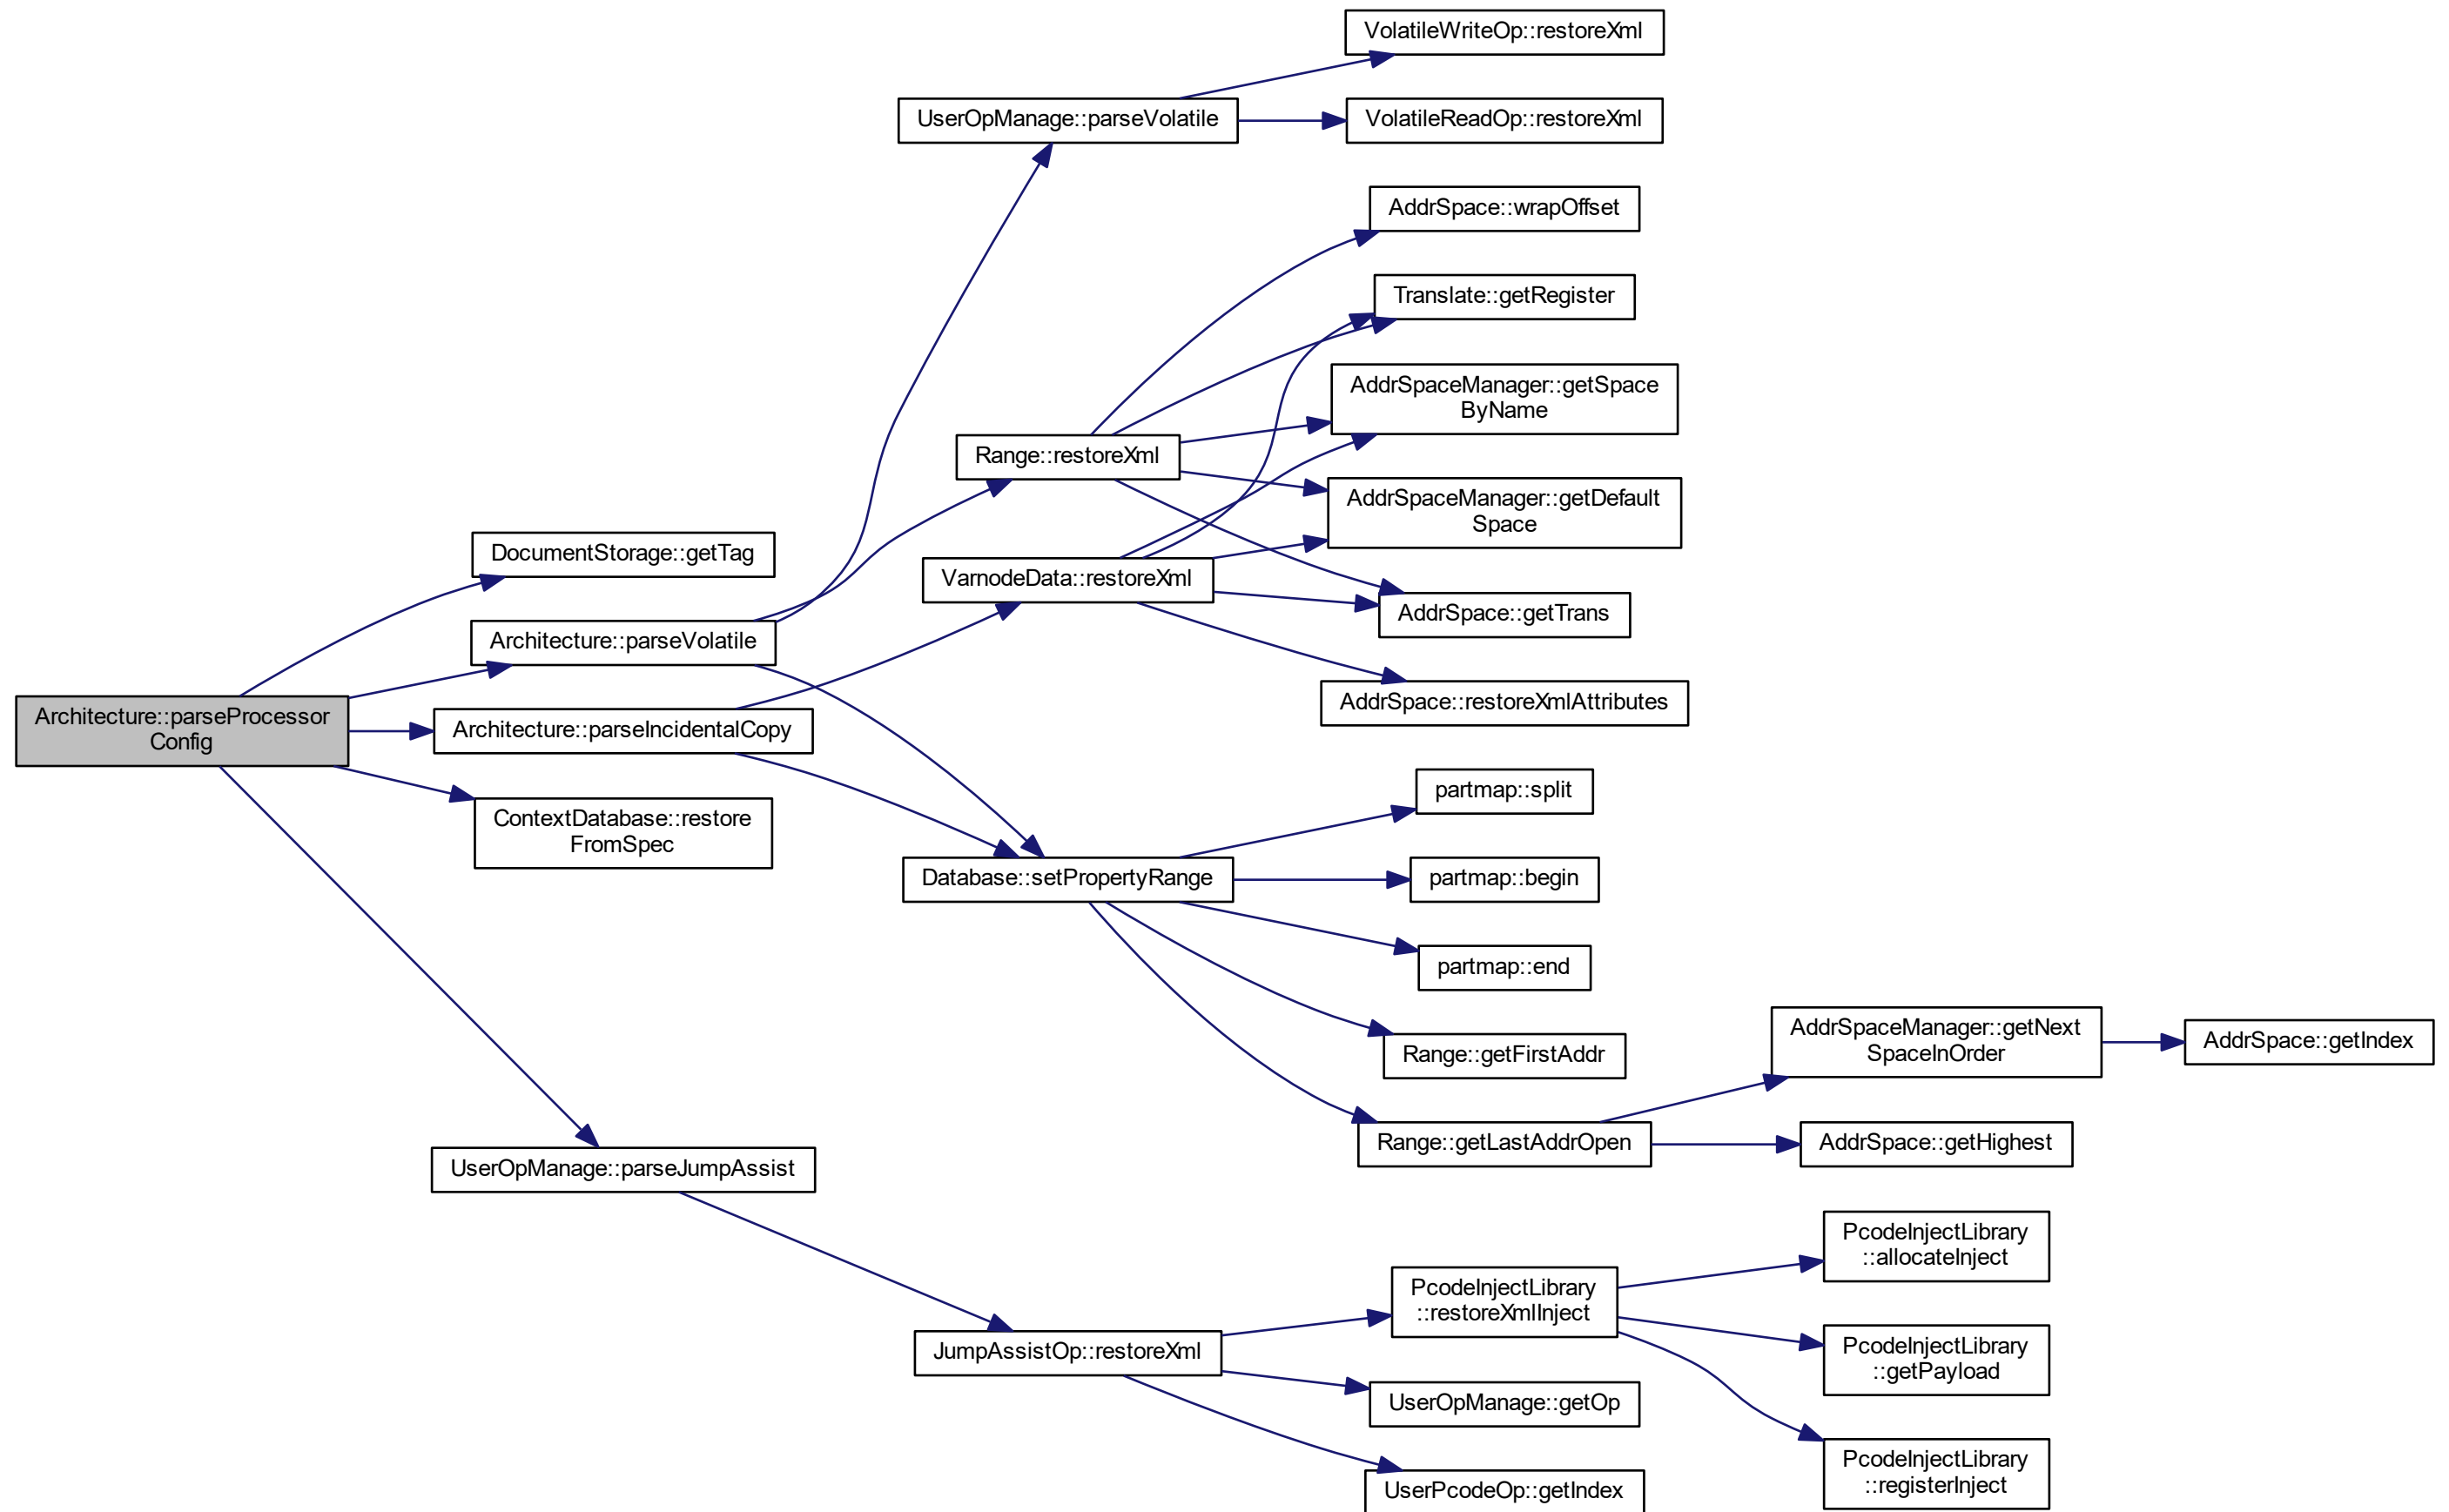 VolatileWriteOp::restoreXml
UserOpManage::parseVolatile
VolatileReadOp::restoreXml
AddrSpace::wrapOffset
Translate::getRegister
AddrSpaceManager::getSpace
ByName
Range::restoreXml
AddrSpaceManager::getDefault
Space
DocumentStorage::getTag
VarnodeData::restoreXml
AddrSpace::getTrans
Architecture::parseVolatile
AddrSpace::restoreXmlAttributes
Architecture::parseProcessor
Config
Architecture::parseIncidentalCopy
ContextDatabase::restore
FromSpec
partmap::split
Database::setPropertyRange
partmap::begin
partmap::end
Range::getFirstAddr
AddrSpaceManager::getNext
SpaceInOrder
AddrSpace::getIndex
Range::getLastAddrOpen
AddrSpace::getHighest
UserOpManage::parseJumpAssist
PcodeInjectLibrary
::allocateInject
PcodeInjectLibrary
::restoreXmlInject
JumpAssistOp::restoreXml
PcodeInjectLibrary
::getPayload
UserOpManage::getOp
PcodeInjectLibrary
::registerInject
UserPcodeOp::getIndex